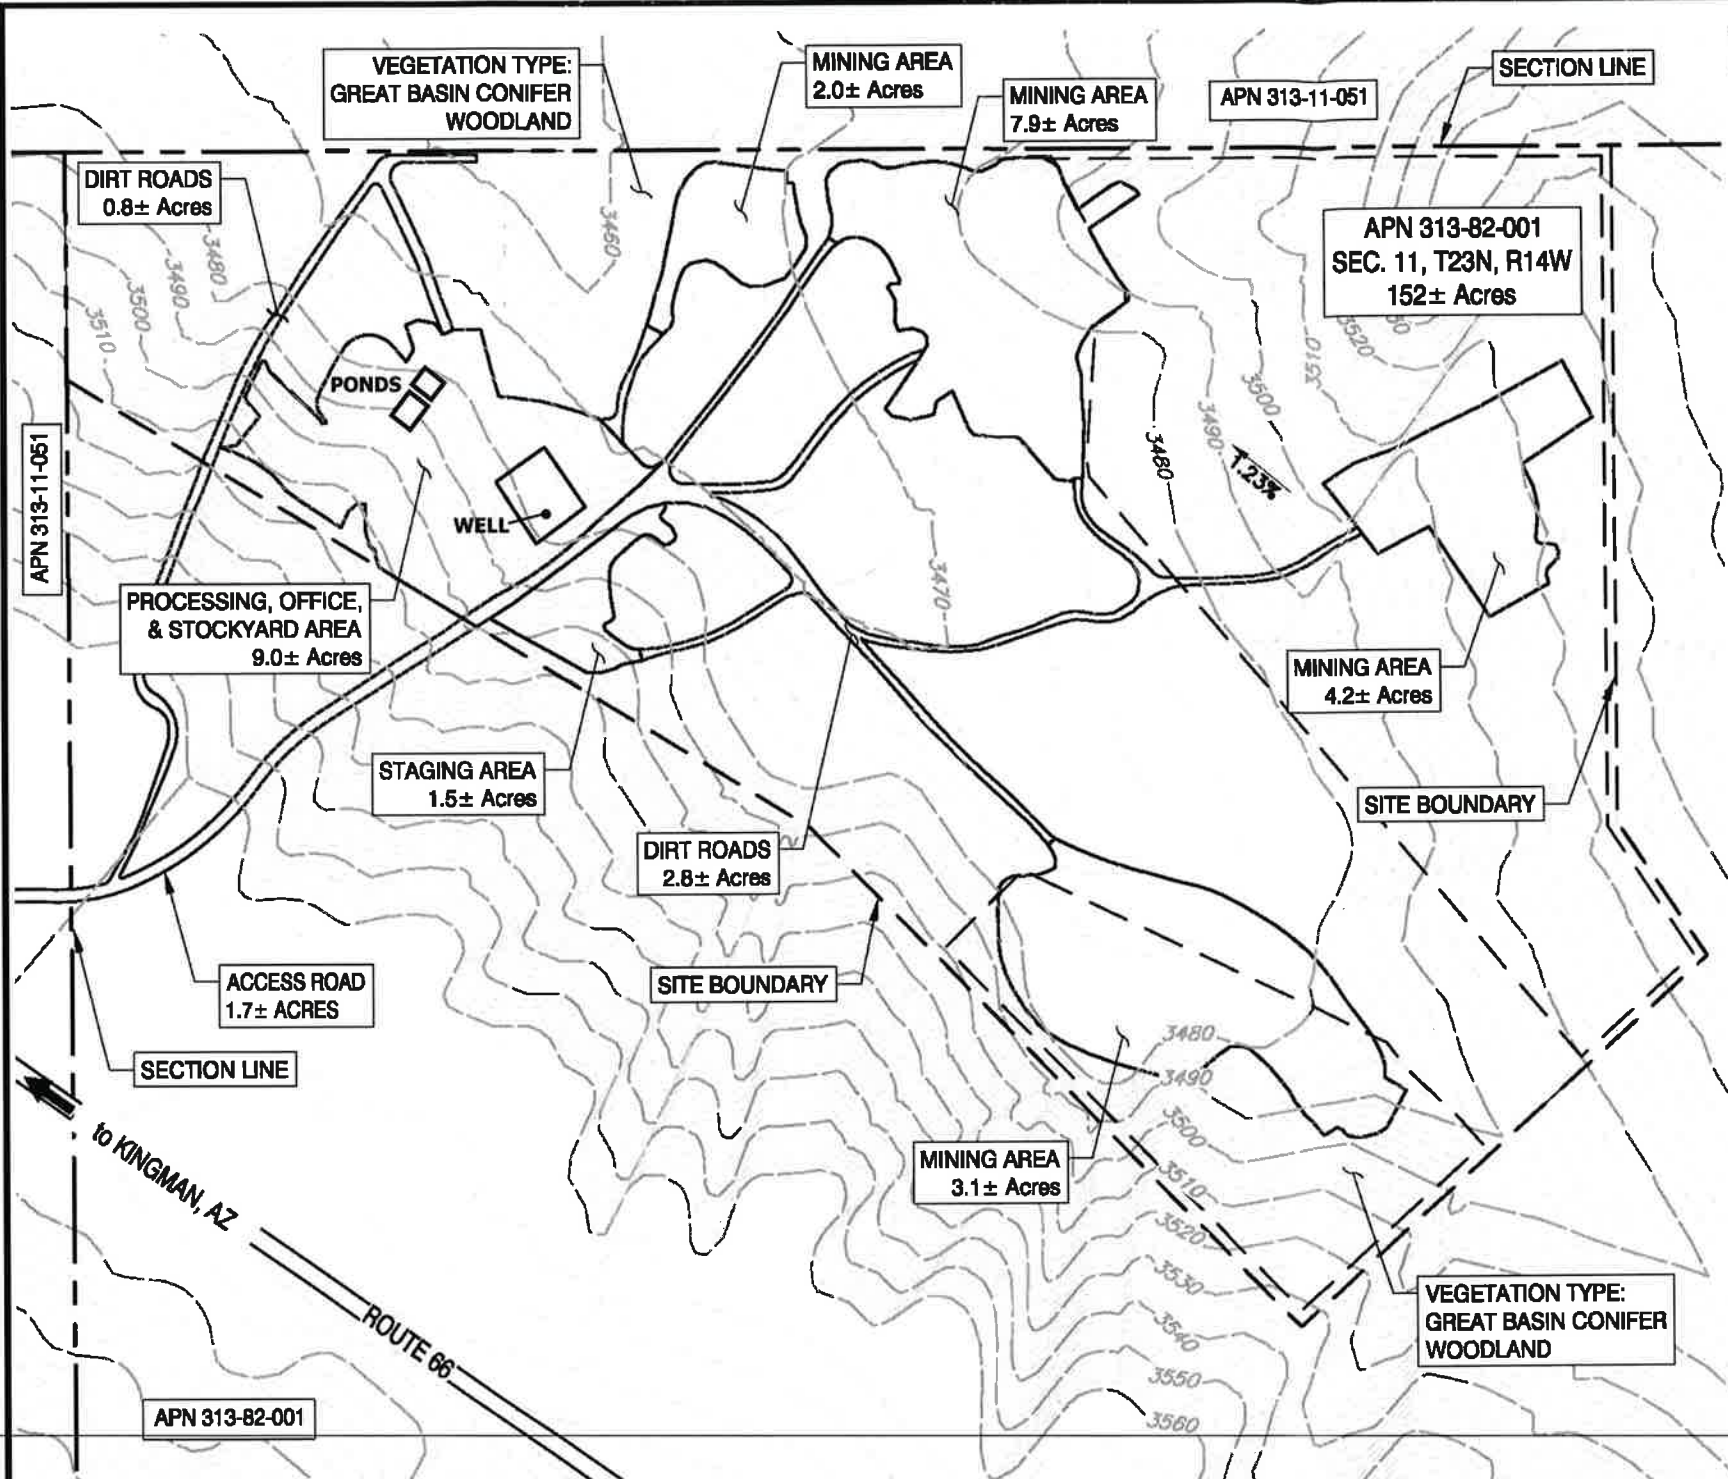 VEGETATION TYPE:
GREAT BASIN CONIFER
WOODLAND
MINING AREA
2.0± Acres
MINING AREA
7.9± Acres
APN 313-11-051
SECTION LINE
DIRT ROADS
0.8± Acres
APN 313-82-001
SEC. 11, T23N, R14W
152± Acres
3460
3480
3490
3500
3510
3520
3510
3500
3490
3480
1.23%
PONDS
WELL
APN 313-11-051
3470
PROCESSING, OFFICE,
& STOCKYARD AREA
9.0± Acres
MINING AREA
4.2± Acres
STAGING AREA
1.5± Acres
SITE BOUNDARY
DIRT ROADS
2.8± Acres
SITE BOUNDARY
ACCESS ROAD
1.7± ACRES
SECTION LINE
3480
3490
3500
3510
3520
3530
3540
3550
3560
MINING AREA
3.1± Acres
to KINGMAN, AZ
ROUTE 66
VEGETATION TYPE:
GREAT BASIN CONIFER
WOODLAND
APN 313-82-001